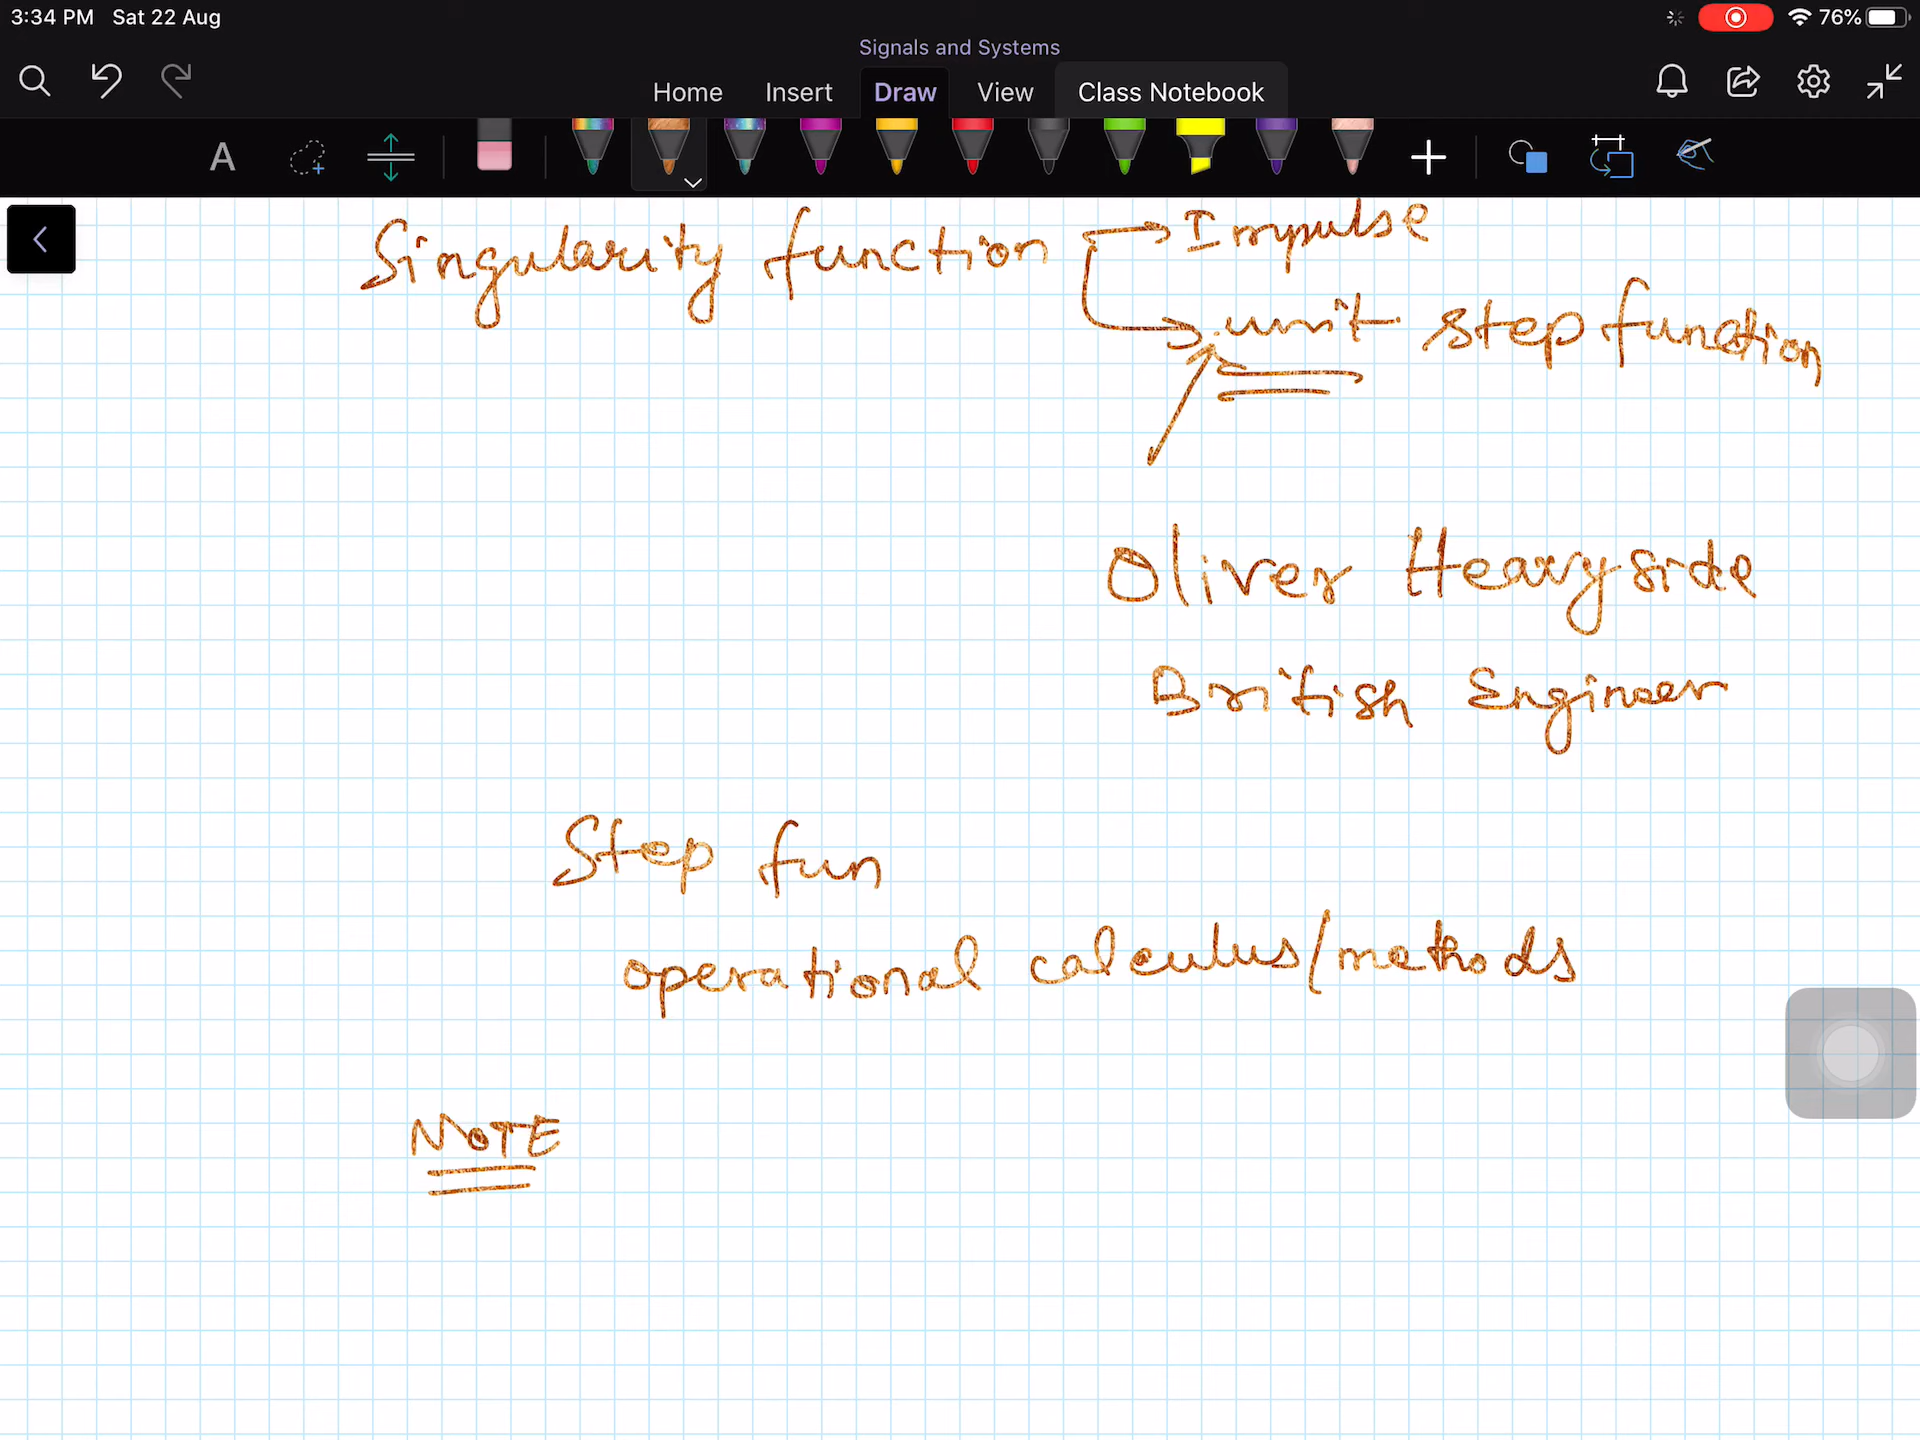 3:34 PM Sat 22 Aug
76%
Signals and Systems
Home Insert Draw View Class Notebook
A
Singularity function → Impulse
→ unit step function
Oliver Heavyside
British Engineer
Step fun
operational calculus/methods
NOTE